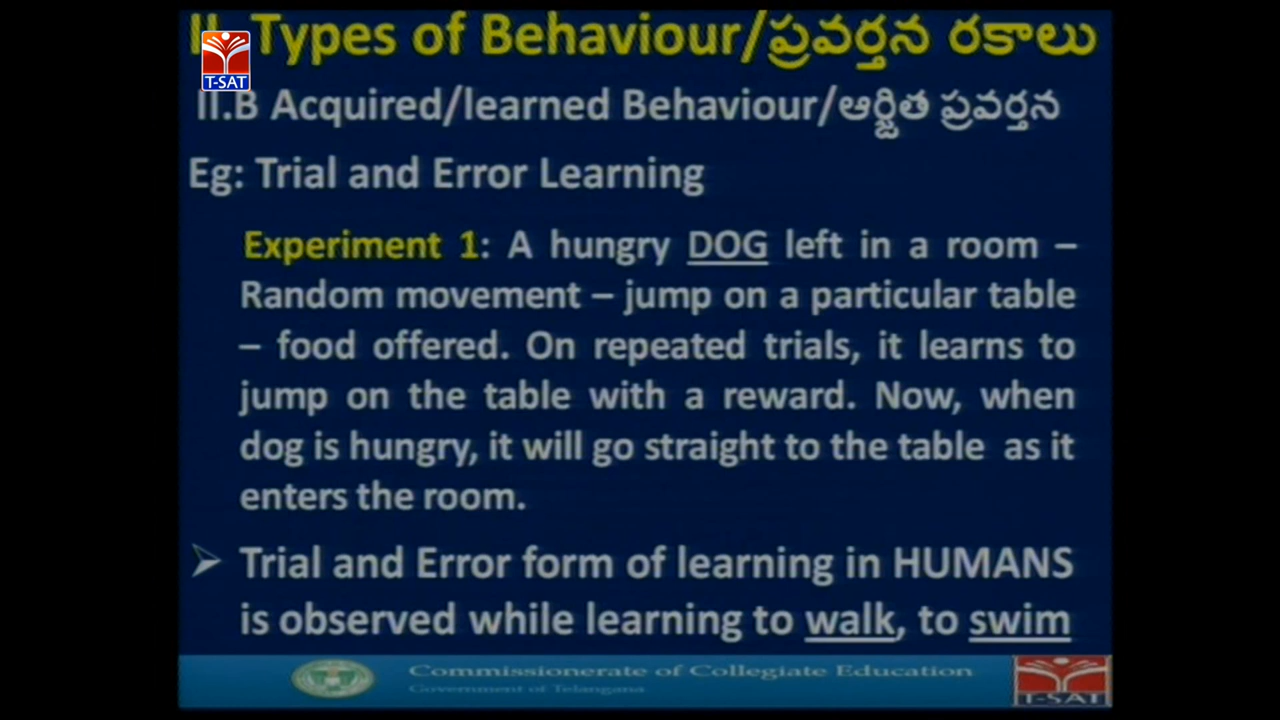 II. Types of Behaviour/ప్రవర్తన రకాలు
T-SAT
II.B Acquired/learned Behaviour/ఆర్జిత ప్రవర్తన
Eg: Trial and Error Learning
Experiment 1: A hungry DOG left in a room –
Random movement – jump on a particular table
– food offered. On repeated trials, it learns to
jump on the table with a reward. Now, when
dog is hungry, it will go straight to the table as it
enters the room.
➢ Trial and Error form of learning in HUMANS
is observed while learning to walk, to swim
Commissionerate of Collegiate Education
Government of Telangana
T-SAT